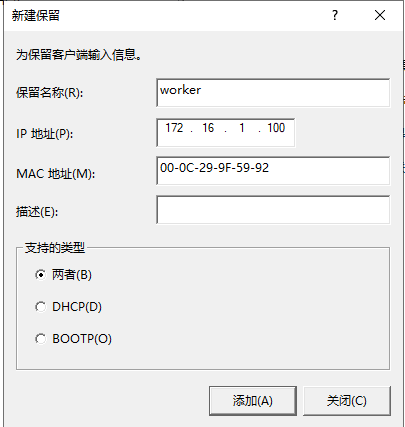 新建保留
?
为保留客户端输入信息。
保留名称(R): worker
IP 地址(P): 172 . 16 . 1 . 100
MAC 地址(M): 00-0C-29-9F-59-92
描述(E):
支持的类型
两者(B)
DHCP(D)
BOOTP(O)
添加(A) 关闭(C)